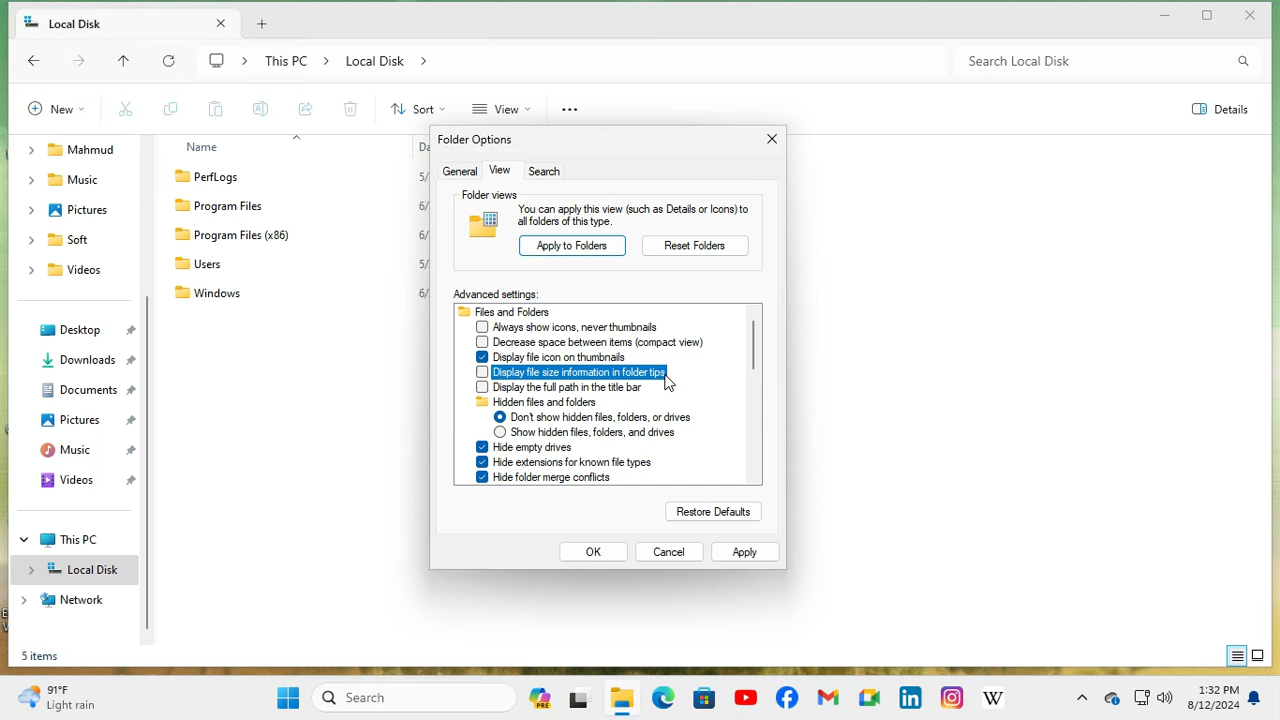 Local Disk
This PC
Local Disk
Search Local Disk
New
Sort
View
Details
Mahmud
Music
Pictures
Soft
Videos
Desktop
Downloads
Documents
Pictures
Music
Videos
This PC
Local Disk
Network
Name
PerfLogs
Program Files
Program Files (x86)
Users
Windows
Folder Options
General
View
Search
Folder views
You can apply this view (such as Details or Icons) to
all folders of this type.
Apply to Folders
Reset Folders
Advanced settings:
Files and Folders
Always show icons, never thumbnails
Decrease space between items (compact view)
Display file icon on thumbnails
Display file size information in folder tips
Display the full path in the title bar
Hidden files and folders
Don't show hidden files, folders, or drives
Show hidden files, folders, and drives
Hide empty drives
Hide extensions for known file types
Hide folder merge conflicts
Restore Defaults
OK
Cancel
Apply
5 items
91°F
Light rain
Search
PRE
W
1:32 PM
8/12/2024